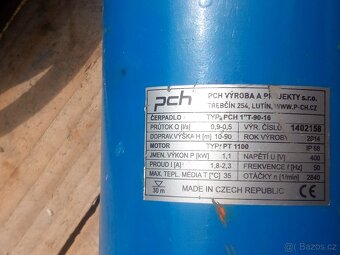 pch
PCH VÝROBA A PROJEKTY s.r.o.
TŘEBČÍN 254, LUTÍN, WWW.P-CH.CZ
ČERPADLO TYP: PCH 1"T-90-16
PRŮTOK Q [l/s] 0,9-0,5 VÝR. ČÍSLO 1402158
DOPRAV.VÝŠKA H [m] 10-90 ROK VÝROBY 2014
MOTOR TYP: PT 1100 IP 68
JMEN. VÝKON P [kW] 1,1 NAPĚTÍ U [V] 400
PROUD I [A] 1,8-2,3 FREKVENCE f [Hz] 50
MAX. TEPL. MÉDIA T [°C] 35 OTÁČKY n [1/min] 2840
30 m MADE IN CZECH REPUBLIC CE
bazos.cz